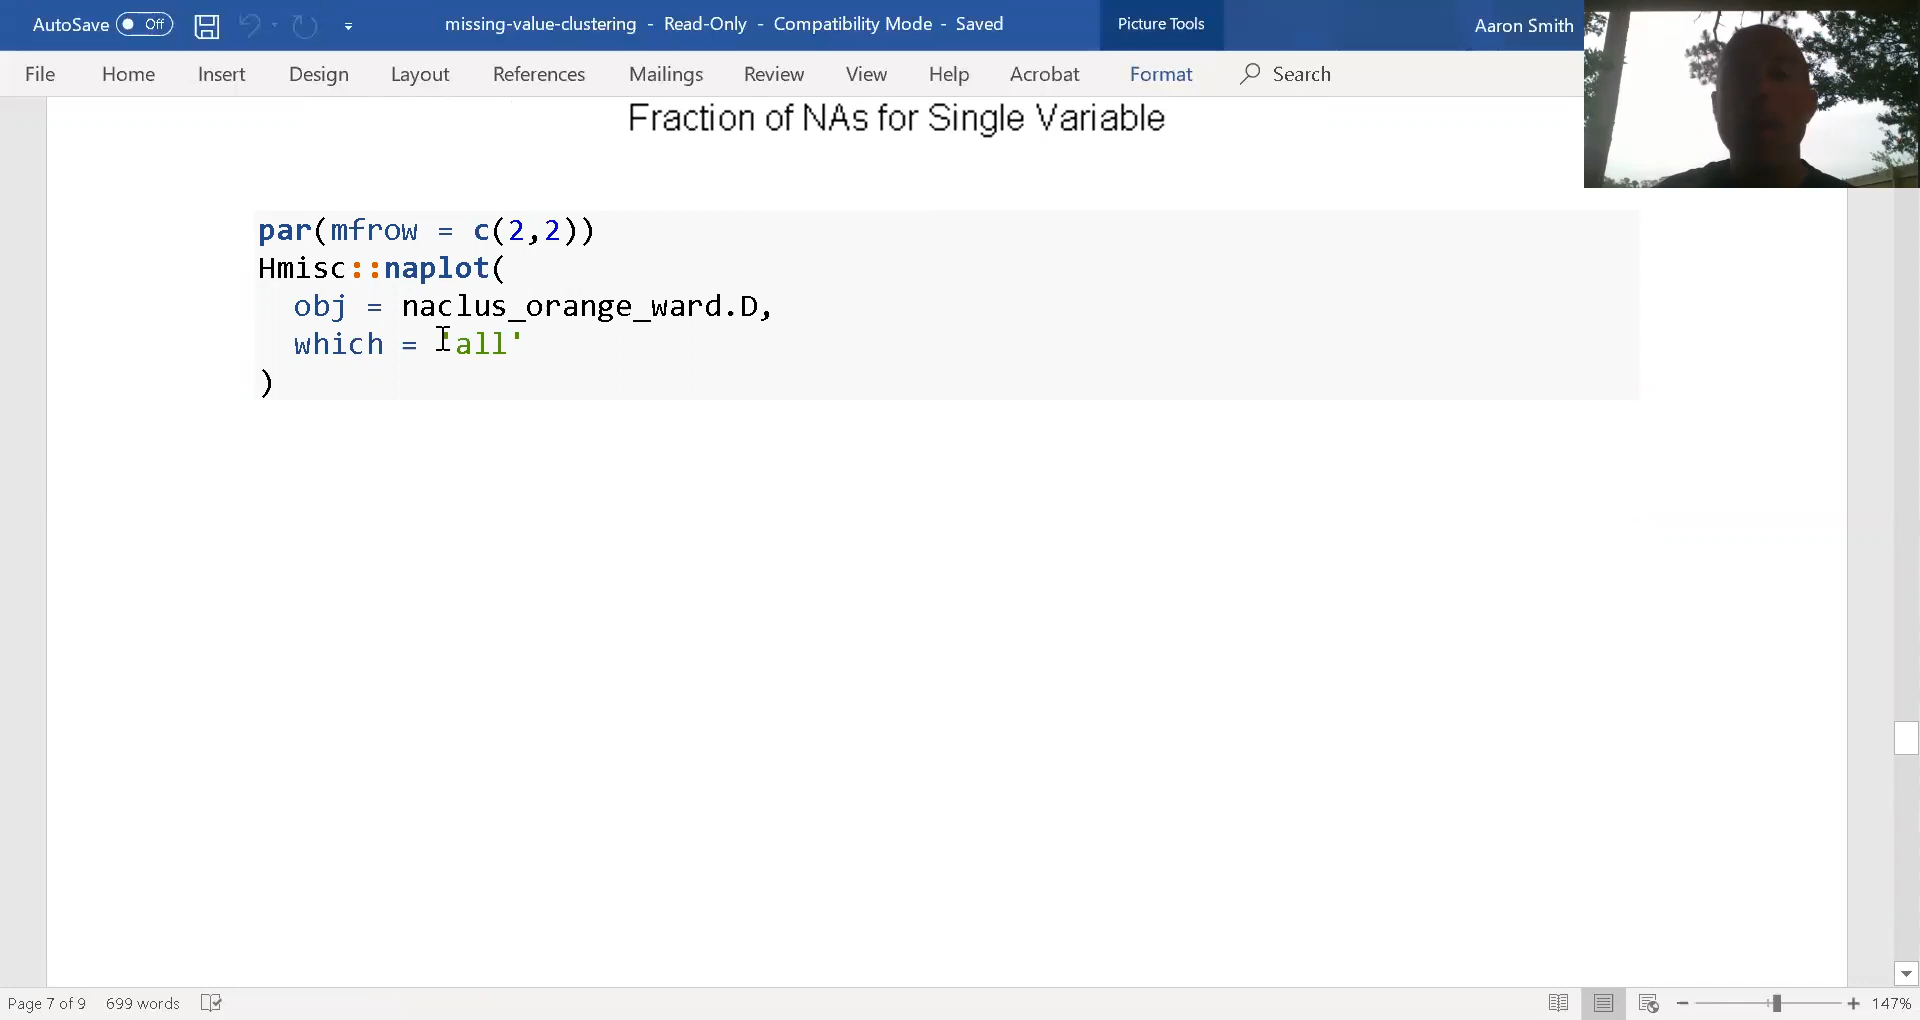 AutoSave Off missing-value-clustering - Read-Only - Compatibility Mode - Saved Picture Tools Aaron Smith
File Home Insert Design Layout References Mailings Review View Help Acrobat Format Search
Fraction of NAs for Single Variable
par(mfrow = c(2,2))
Hmisc::naplot(
obj = naclus_orange_ward.D,
which = 'all'
)
Page 7 of 9 699 words 147%